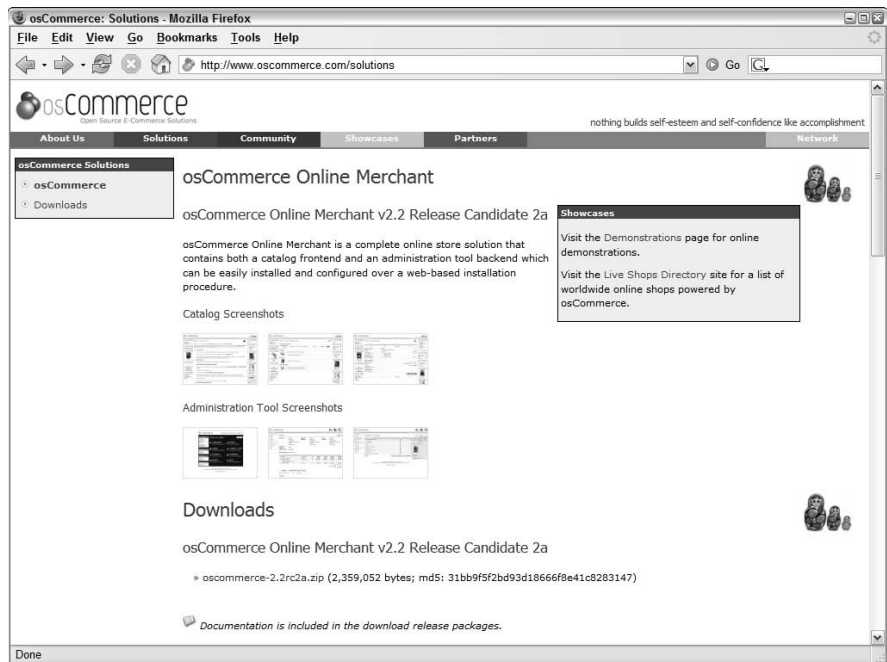 osCommerce: Solutions - Mozilla Firefox
File Edit View Go Bookmarks Tools Help
http://www.oscommerce.com/solutions
Go
G
osCommerce
Open Source E-Commerce Solutions
nothing builds self-esteem and self-confidence like accomplishment
About Us Solutions Community Showcases Partners Network
osCommerce Solutions
osCommerce
Downloads
osCommerce Online Merchant
osCommerce Online Merchant v2.2 Release Candidate 2a
osCommerce Online Merchant is a complete online store solution that
contains both a catalog frontend and an administration tool backend which
can be easily installed and configured over a web-based installation
procedure.
Showcases
Visit the Demonstrations page for online
demonstrations.
Visit the Live Shops Directory site for a list of
worldwide online shops powered by
osCommerce.
Catalog Screenshots
Administration Tool Screenshots
Downloads
osCommerce Online Merchant v2.2 Release Candidate 2a
» oscommerce-2.2rc2a.zip (2,359,052 bytes; md5: 31bb9f5f2bd93d18666f8e41c8283147)
Documentation is included in the download release packages.
Done